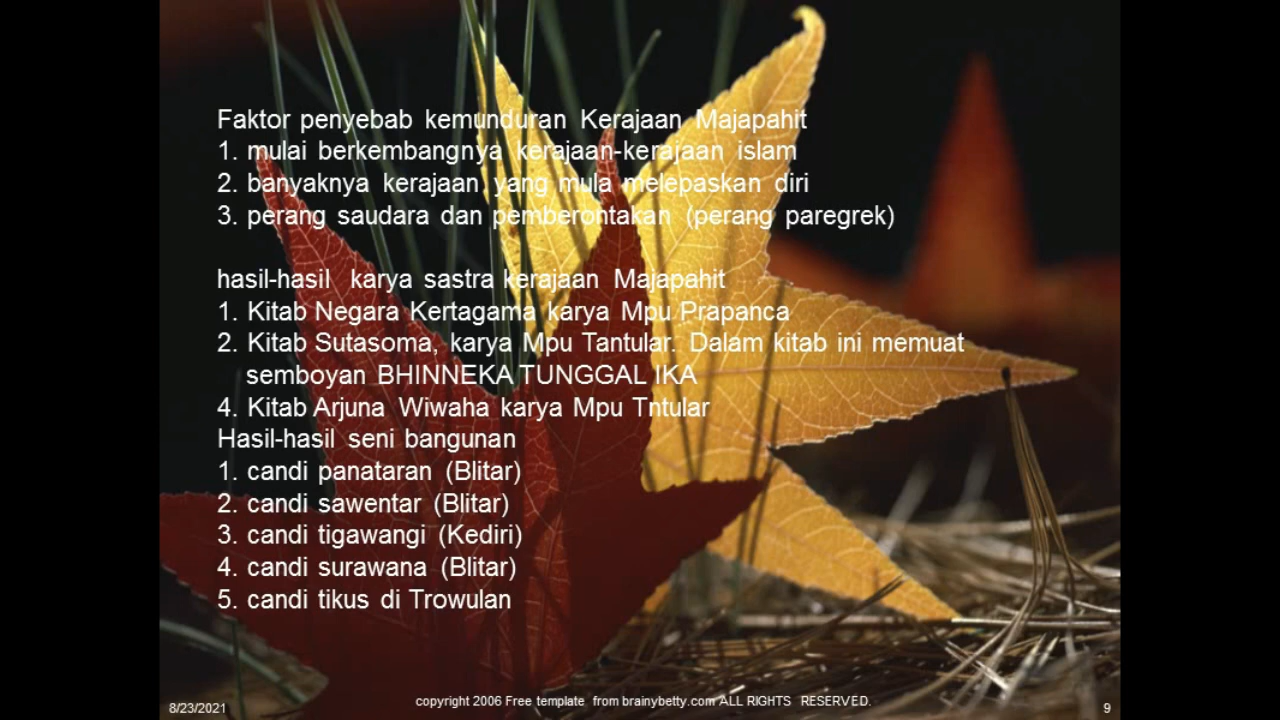 Faktor penyebab kemunduran Kerajaan Majapahit
1. mulai berkembangnya kerajaan-kerajaan islam
2. banyaknya kerajaan yang mula melepaskan diri
3. perang saudara dan pemberontakan (perang paregrek)
hasil-hasil karya sastra kerajaan Majapahit
1. Kitab Negara Kertagama karya Mpu Prapanca
2. Kitab Sutasoma, karya Mpu Tantular. Dalam kitab ini memuat
semboyan BHINNEKA TUNGGAL IKA
4. Kitab Arjuna Wiwaha karya Mpu Tntular
Hasil-hasil seni bangunan
1. candi panataran (Blitar)
2. candi sawentar (Blitar)
3. candi tigawangi (Kediri)
4. candi surawana (Blitar)
5. candi tikus di Trowulan
8/23/2021
copyright 2006 Free template from brainybetty.com ALL RIGHTS RESERVED.
9